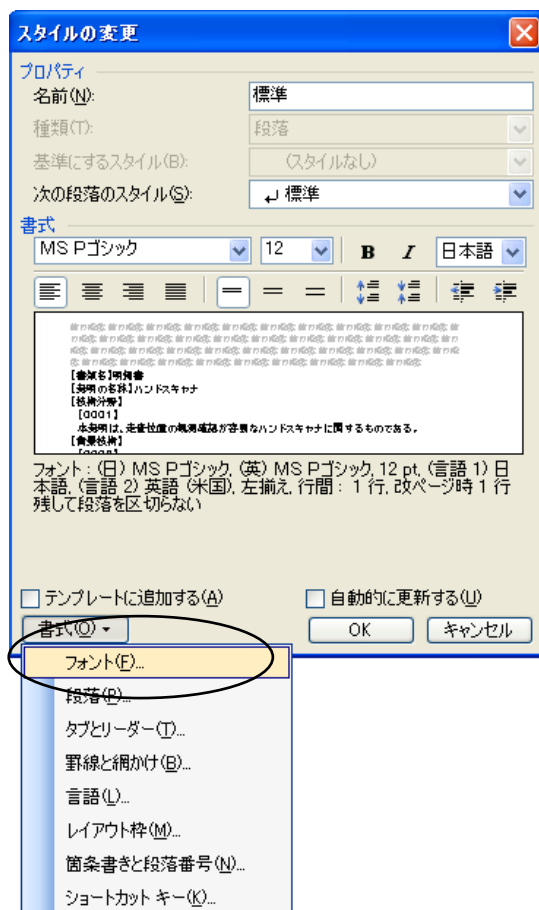 スタイルの変更
プロパティ
名前(N):
標準
種類(T):
段落
基準にするスタイル(B):
(スタイルなし)
次の段落のスタイル(S):
標準
書式
MS Pゴシック 12 B I 日本語
【書類名】明細書
【発明の名称】ハンドスキャナ
【技術分野】
【0001】
本発明は、走査位置の観測確認が容易なハンドスキャナに関するものである。
【背景技術】
フォント : (日) MS Pゴシック, (英) MS Pゴシック, 12 pt, (言語 1) 日
本語, (言語 2) 英語 (米国), 左揃え, 行間 : 1 行, 改ページ時 1 行
残して段落を区切らない
テンプレートに追加する(A)
自動的に更新する(U)
書式(O)
OK
キャンセル
フォント(F)...
段落(P)...
タブとリーダー(T)...
罫線と網かけ(B)...
言語(L)...
レイアウト枠(M)...
箇条書きと段落番号(N)...
ショートカット キー(K)...